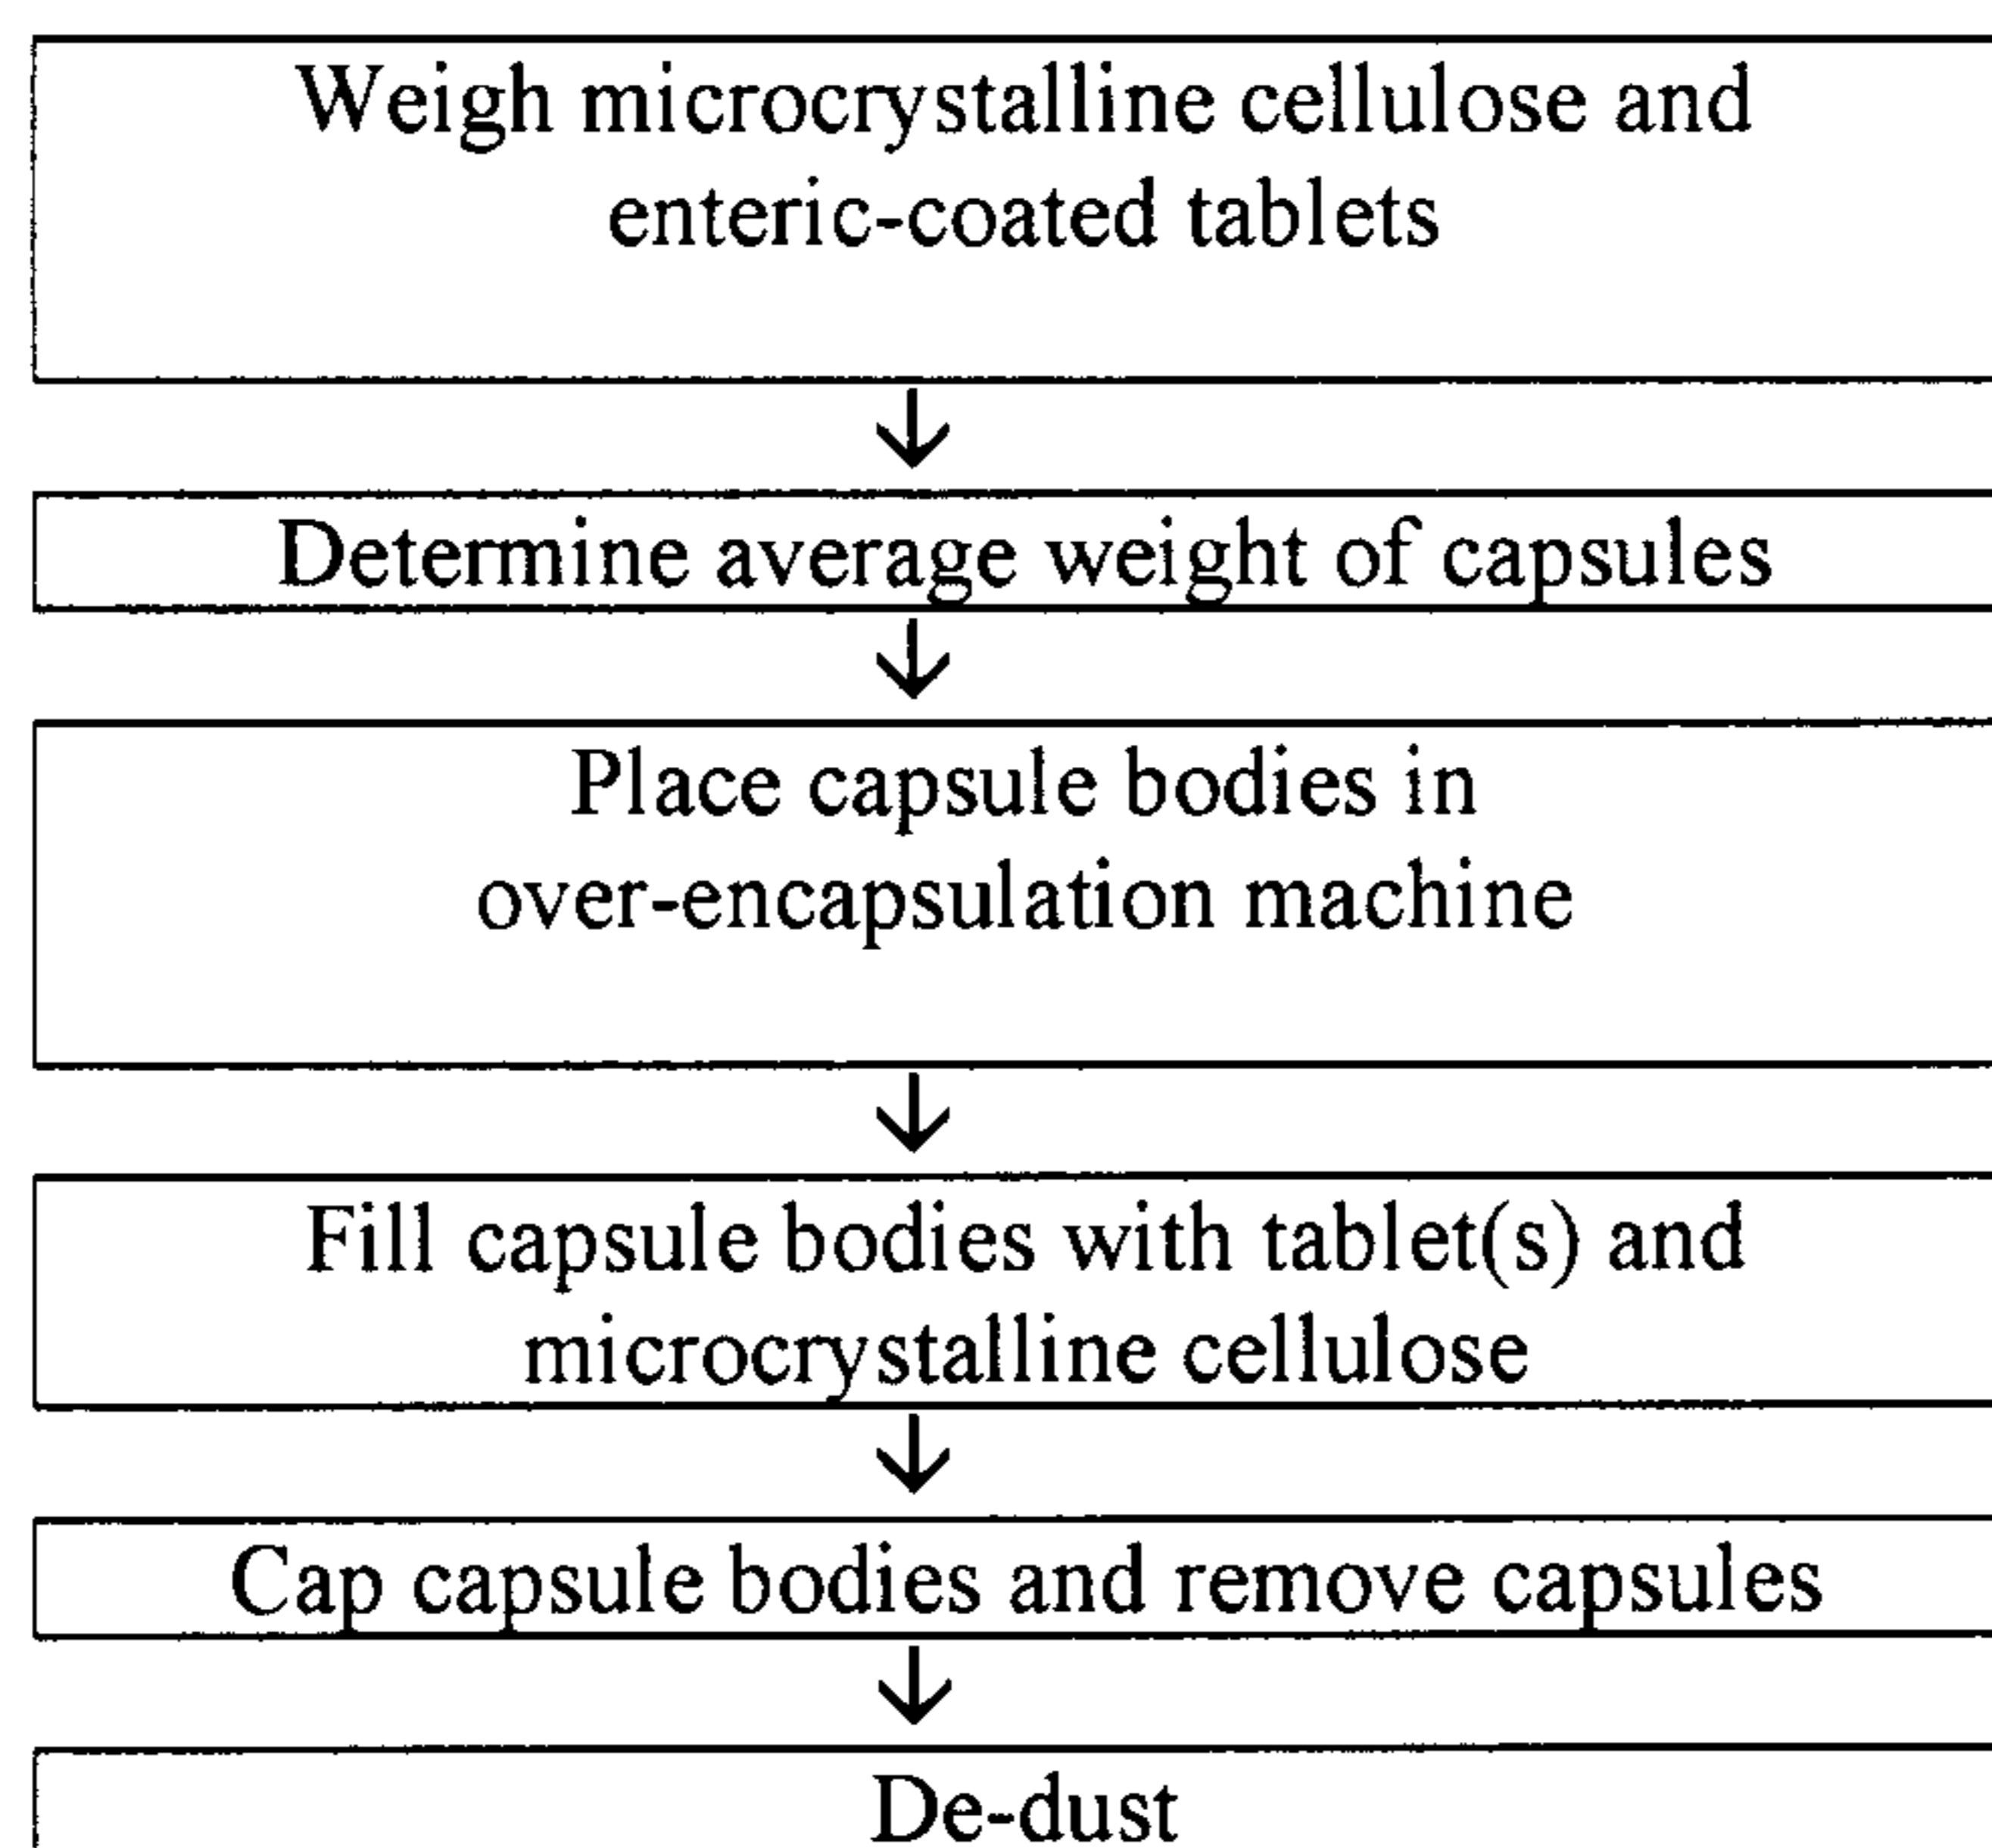 Weigh microcrystalline cellulose and
enteric-coated tablets
Determine average weight of capsules
Place capsule bodies in
over-encapsulation machine
Fill capsule bodies with tablet(s) and
microcrystalline cellulose
Cap capsule bodies and remove capsules
De-dust